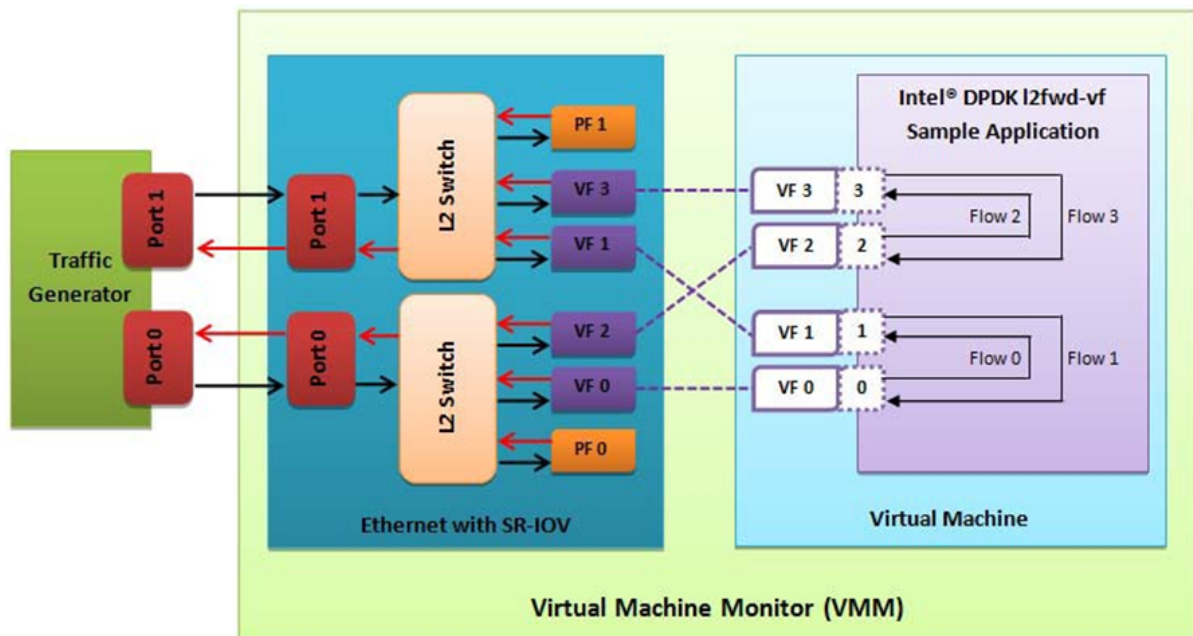 Traffic
Generator
Port 1
Port 0
Port 1
Port 0
L2 Switch
L2 Switch
PF 1
VF 3
VF 1
VF 2
VF 0
PF 0
Ethernet with SR-IOV
Intel® DPDK l2fwd-vf
Sample Application
VF 3
3
VF 2
2
VF 1
1
VF 0
0
Flow 2
Flow 3
Flow 0
Flow 1
Virtual Machine
Virtual Machine Monitor (VMM)